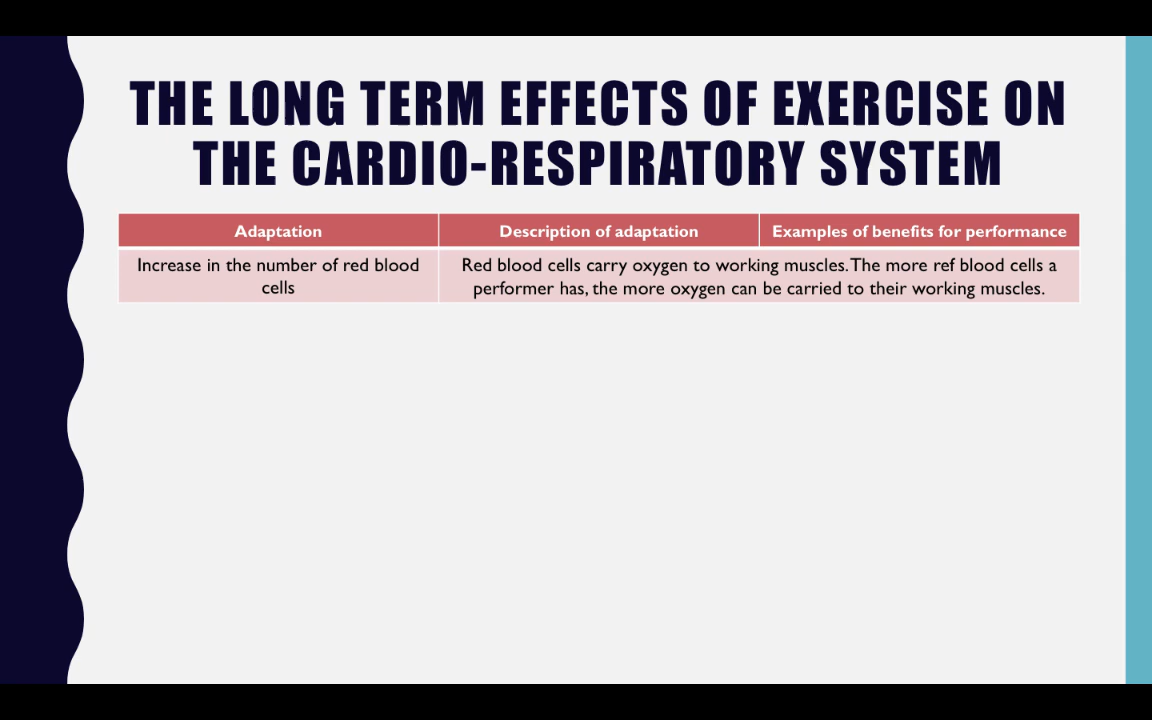 THE LONG TERM EFFECTS OF EXERCISE ON
THE CARDIO-RESPIRATORY SYSTEM
Adaptation Description of adaptation Examples of benefits for performance
Increase in the number of red blood
cells
Red blood cells carry oxygen to working muscles. The more ref blood cells a
performer has, the more oxygen can be carried to their working muscles.